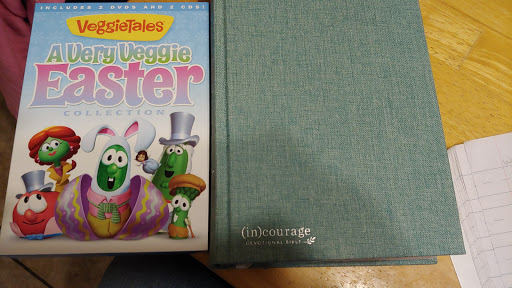 INCLUDES 2 DVDS AND 2 CDS!
VeggieTales
A Very Veggie
Easter
COLLECTION
(in)courage
DEVOTIONAL BIBLE